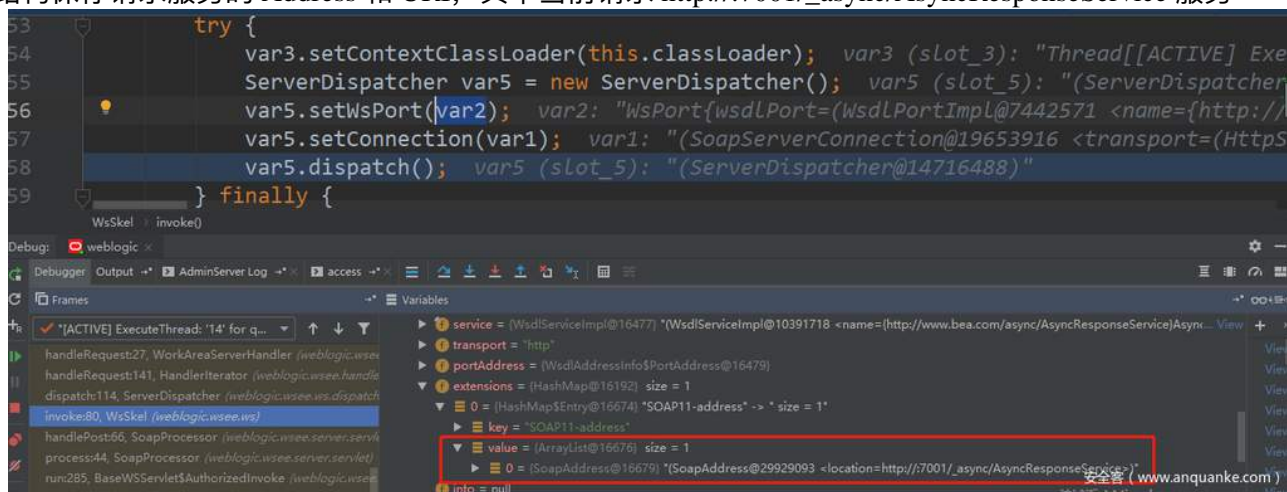 53 try {
54 var3.setContextClassLoader(this.classLoader); var3 (slot_3): "Thread[[ACTIVE] Exe
55 ServerDispatcher var5 = new ServerDispatcher(); var5 (slot_5): "(ServerDispatcher
56 var5.setWsPort(var2); var2: "WsPort{wsdlPort=(WsdlPortImpl@7442571 <name={http://
57 var5.setConnection(var1); var1: "(SoapServerConnection@19653916 <transport=(HttpS
58 var5.dispatch(); var5 (slot_5): "(ServerDispatcher@14716488)"
59 } finally {
WsSkel › invoke()
Debug: weblogic ×
Debugger Output AdminServer Log × access ×
Frames Variables
"[ACTIVE] ExecuteThread: '14' for q...
service = {WsdlServiceImpl@16477} "(WsdlServiceImpl@10391718 <name={http://www.bea.com/async/AsyncResponseService}Async... View
handleRequest:27, WorkAreaServerHandler (weblogic.wsee
transport = "http"
handleRequest:141, HandlerIterator (weblogic.wsee.handle
portAddress = {WsdlAddressInfo$PortAddress@16479}
dispatch:114, ServerDispatcher (weblogic.wsee.ws.dispatch
extensions = {HashMap@16192} size = 1
invoke:80, WsSkel (weblogic.wsee.ws)
0 = {HashMap$Entry@16674} "SOAP11-address" -> " size = 1"
key = "SOAP11-address"
handlePost:66, SoapProcessor (weblogic.wsee.server.servle
value = {ArrayList@16676} size = 1
process:44, SoapProcessor (weblogic.wsee.server.servlet)
0 = {SoapAddress@16679} "(SoapAddress@29929093 <location=http://:7001/_async/AsyncResponseService>)"
run:285, BaseWSServlet$AuthorizedInvoke (weblogic.wsee
info = null
安全客 ( www.anquanke.com )